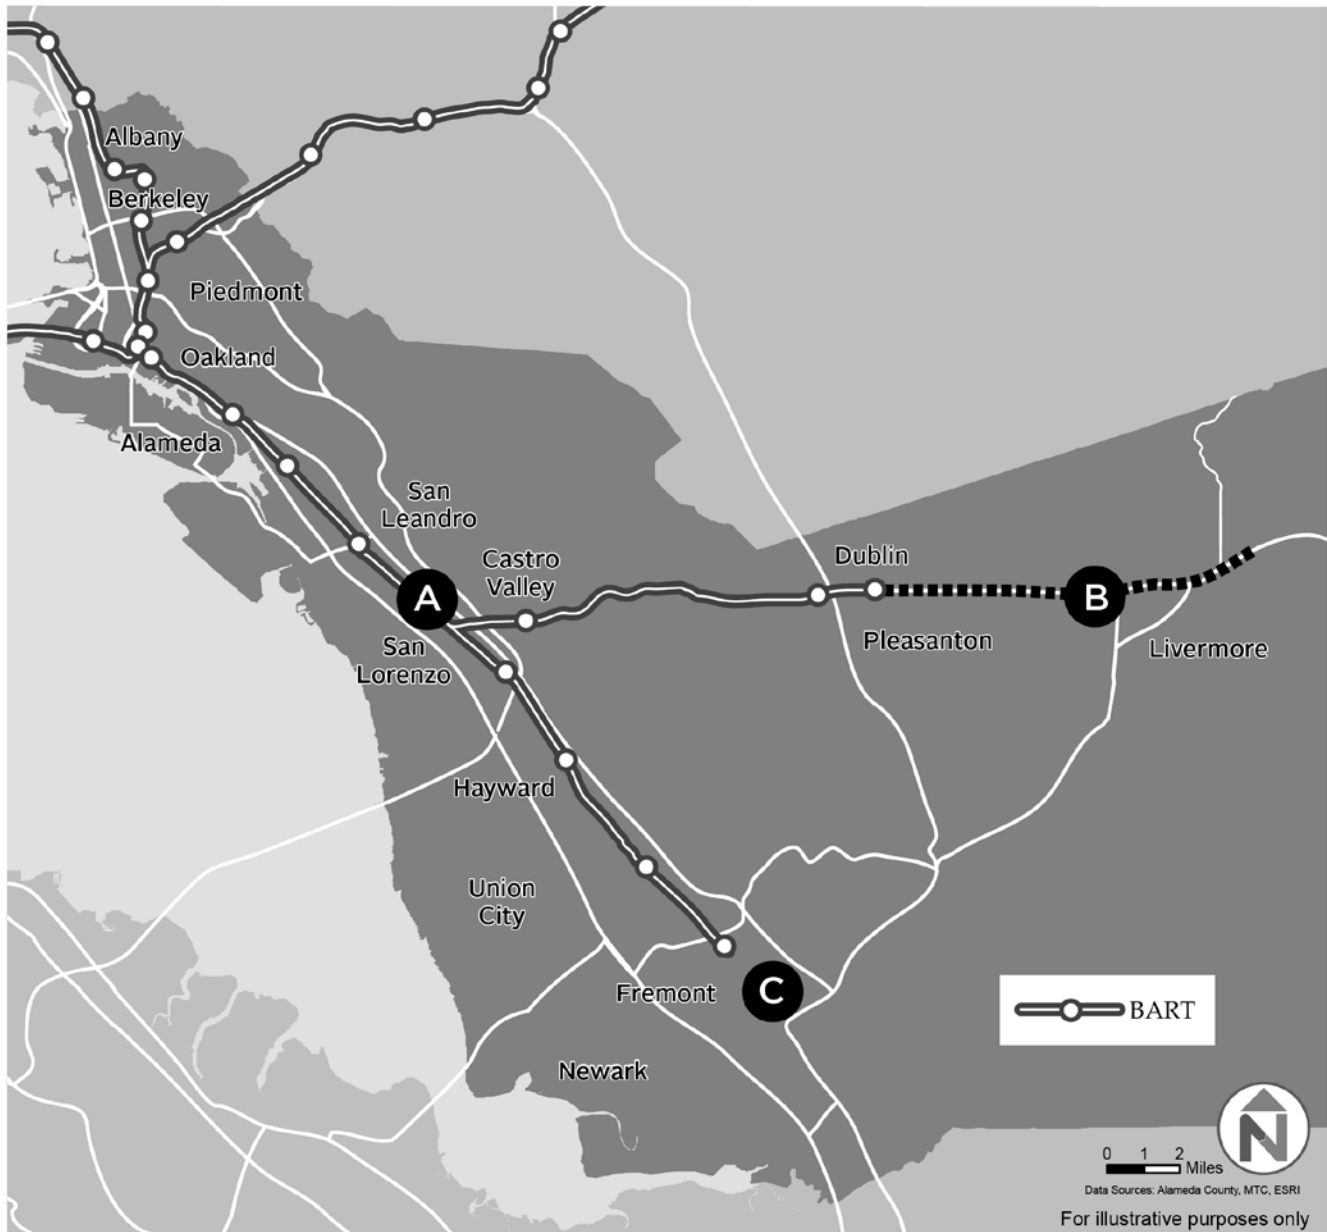 Albany
Berkeley
Piedmont
Oakland
Alameda
San
Leandro
Castro
Valley
Dublin
A
B
San
Lorenzo
Pleasanton
Livermore
Hayward
Union
City
Fremont
C
BART
Newark
N
0 1 2
Miles
Data Sources: Alameda County, MTC, ESRI
For illustrative purposes only